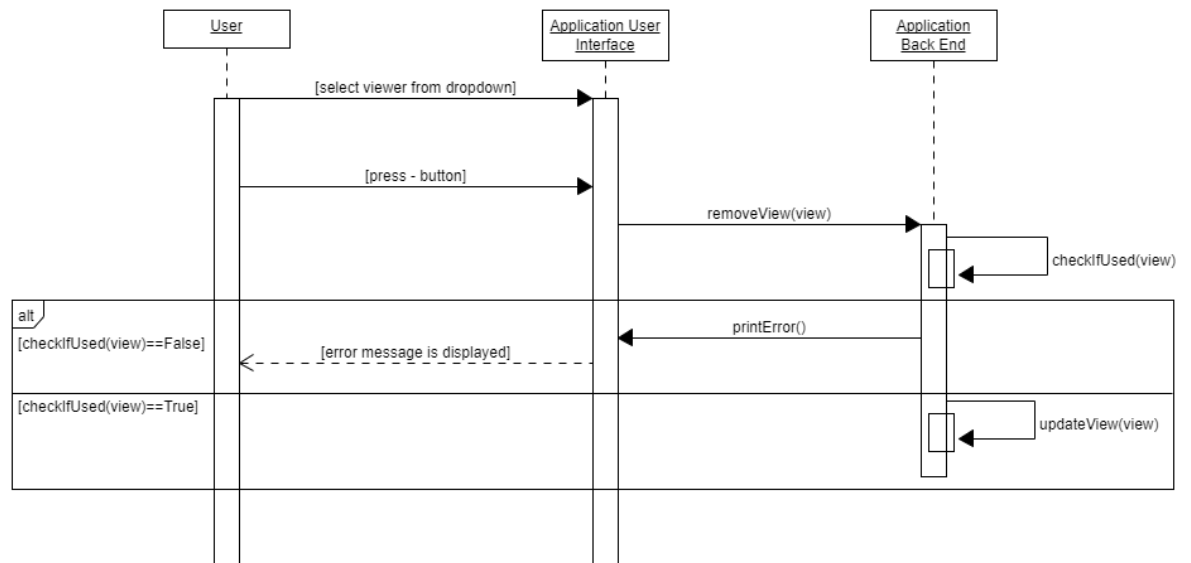 User
Application User
Interface
Application
Back End
[select viewer from dropdown]
[press - button]
removeView(view)
checkIfUsed(view)
alt
printError()
[checkIfUsed(view)==False]
[error message is displayed]
[checkIfUsed(view)==True]
updateView(view)